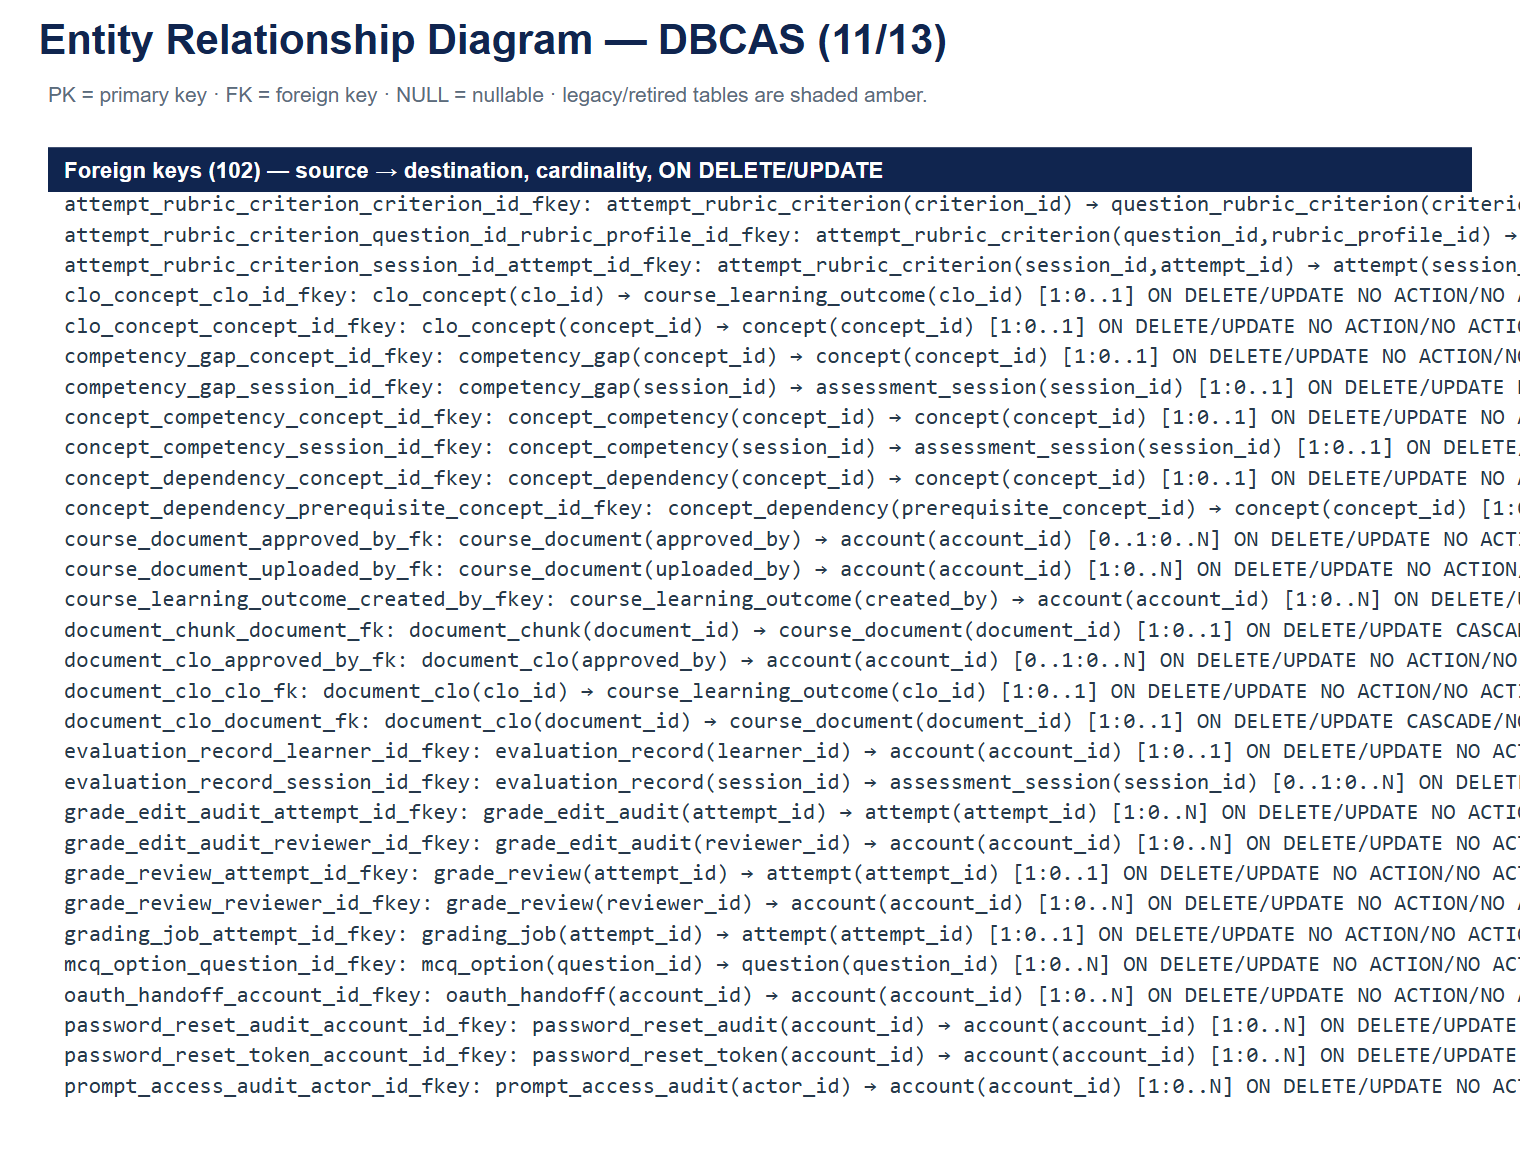 Entity Relationship Diagram — DBCAS (11/13)
PK = primary key · FK = foreign key · NULL = nullable · legacy/retired tables are shaded amber.
Foreign keys (102) — source → destination, cardinality, ON DELETE/UPDATE
attempt_rubric_criterion_criterion_id_fkey: attempt_rubric_criterion(criterion_id) → question_rubric_criterion(criteri
attempt_rubric_criterion_question_id_rubric_profile_id_fkey: attempt_rubric_criterion(question_id,rubric_profile_id) →
attempt_rubric_criterion_session_id_attempt_id_fkey: attempt_rubric_criterion(session_id,attempt_id) → attempt(session_
clo_concept_clo_id_fkey: clo_concept(clo_id) → course_learning_outcome(clo_id) [1:0..1] ON DELETE/UPDATE NO ACTION/NO
clo_concept_concept_id_fkey: clo_concept(concept_id) → concept(concept_id) [1:0..1] ON DELETE/UPDATE NO ACTION/NO ACTI
competency_gap_concept_id_fkey: competency_gap(concept_id) → concept(concept_id) [1:0..1] ON DELETE/UPDATE NO ACTION/N
competency_gap_session_id_fkey: competency_gap(session_id) → assessment_session(session_id) [1:0..1] ON DELETE/UPDATE
concept_competency_concept_id_fkey: concept_competency(concept_id) → concept(concept_id) [1:0..1] ON DELETE/UPDATE NO
concept_competency_session_id_fkey: concept_competency(session_id) → assessment_session(session_id) [1:0..1] ON DELETE/
concept_dependency_concept_id_fkey: concept_dependency(concept_id) → concept(concept_id) [1:0..1] ON DELETE/UPDATE NO
concept_dependency_prerequisite_concept_id_fkey: concept_dependency(prerequisite_concept_id) → concept(concept_id) [1:
course_document_approved_by_fk: course_document(approved_by) → account(account_id) [0..1:0..N] ON DELETE/UPDATE NO ACTI
course_document_uploaded_by_fk: course_document(uploaded_by) → account(account_id) [1:0..N] ON DELETE/UPDATE NO ACTION/
course_learning_outcome_created_by_fkey: course_learning_outcome(created_by) → account(account_id) [1:0..N] ON DELETE/
document_chunk_document_fk: document_chunk(document_id) → course_document(document_id) [1:0..1] ON DELETE/UPDATE CASCA
document_clo_approved_by_fk: document_clo(approved_by) → account(account_id) [0..1:0..N] ON DELETE/UPDATE NO ACTION/NO
document_clo_clo_fk: document_clo(clo_id) → course_learning_outcome(clo_id) [1:0..1] ON DELETE/UPDATE NO ACTION/NO ACTI
document_clo_document_fk: document_clo(document_id) → course_document(document_id) [1:0..1] ON DELETE/UPDATE CASCADE/N
evaluation_record_learner_id_fkey: evaluation_record(learner_id) → account(account_id) [1:0..1] ON DELETE/UPDATE NO ACT
evaluation_record_session_id_fkey: evaluation_record(session_id) → assessment_session(session_id) [0..1:0..N] ON DELET
grade_edit_audit_attempt_id_fkey: grade_edit_audit(attempt_id) → attempt(attempt_id) [1:0..N] ON DELETE/UPDATE NO ACTI
grade_edit_audit_reviewer_id_fkey: grade_edit_audit(reviewer_id) → account(account_id) [1:0..N] ON DELETE/UPDATE NO ACT
grade_review_attempt_id_fkey: grade_review(attempt_id) → attempt(attempt_id) [1:0..1] ON DELETE/UPDATE NO ACTION/NO ACT
grade_review_reviewer_id_fkey: grade_review(reviewer_id) → account(account_id) [1:0..N] ON DELETE/UPDATE NO ACTION/NO
grading_job_attempt_id_fkey: grading_job(attempt_id) → attempt(attempt_id) [1:0..1] ON DELETE/UPDATE NO ACTION/NO ACTI
mcq_option_question_id_fkey: mcq_option(question_id) → question(question_id) [1:0..N] ON DELETE/UPDATE NO ACTION/NO ACT
oauth_handoff_account_id_fkey: oauth_handoff(account_id) → account(account_id) [1:0..N] ON DELETE/UPDATE NO ACTION/NO
password_reset_audit_account_id_fkey: password_reset_audit(account_id) → account(account_id) [1:0..N] ON DELETE/UPDATE
password_reset_token_account_id_fkey: password_reset_token(account_id) → account(account_id) [1:0..N] ON DELETE/UPDATE
prompt_access_audit_actor_id_fkey: prompt_access_audit(actor_id) → account(account_id) [1:0..N] ON DELETE/UPDATE NO ACT